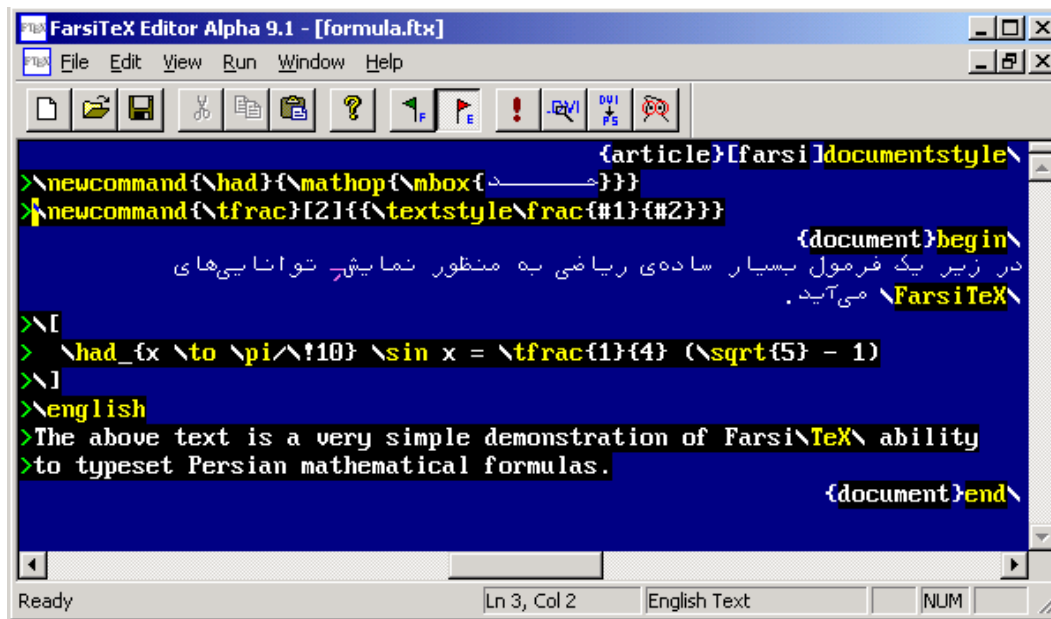 FarsiTeX Editor Alpha 9.1 - [formula.ftx]
File Edit View Run Window Help
\documentstyle[farsi]{article}
>\newcommand{\had}{\mathop{\mbox{حــــــد}}}
>\newcommand{\tfrac}[2]{{\textstyle\frac{#1}{#2}}}
\begin{document}
در زیر یک فرمول بسیار ساده‌ی ریاضی به منظور نمایشِ توانایی‌های
\FarsiTeX\ می‌آید.
>\[
> \had_{x \to \pi/\!10} \sin x = \tfrac{1}{4} (\sqrt{5} - 1)
>\]
>\english
>The above text is a very simple demonstration of Farsi\TeX\ ability
>to typeset Persian mathematical formulas.
\end{document}
Ready Ln 3, Col 2 English Text NUM